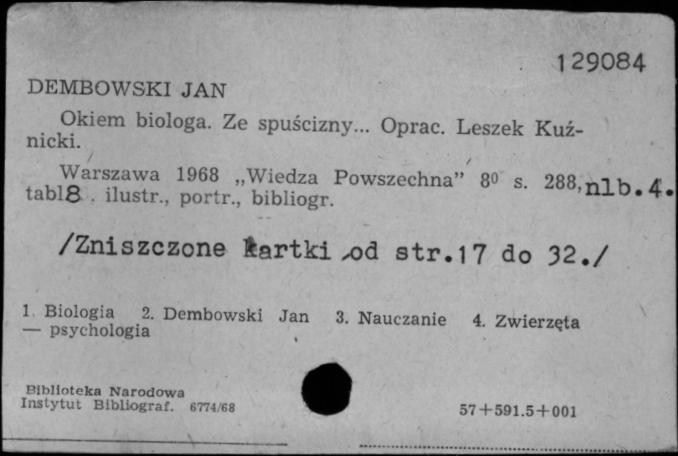 129084
DEMBOWSKI JAN
Okiem biologa. Ze spuścizny... Oprac. Leszek Kuź-
nicki.
Warszawa 1968 „Wiedza Powszechna” 8⁰ s. 288, nlb. 4.
tabl 8. ilustr., portr., bibliogr.
/Zniszczone kartki od str.17 do 32./
1. Biologia 2. Dembowski Jan 3. Nauczanie 4. Zwierzęta
— psychologia
Biblioteka Narodowa
Instytut Bibliograf. 6774/68
57+591.5+001